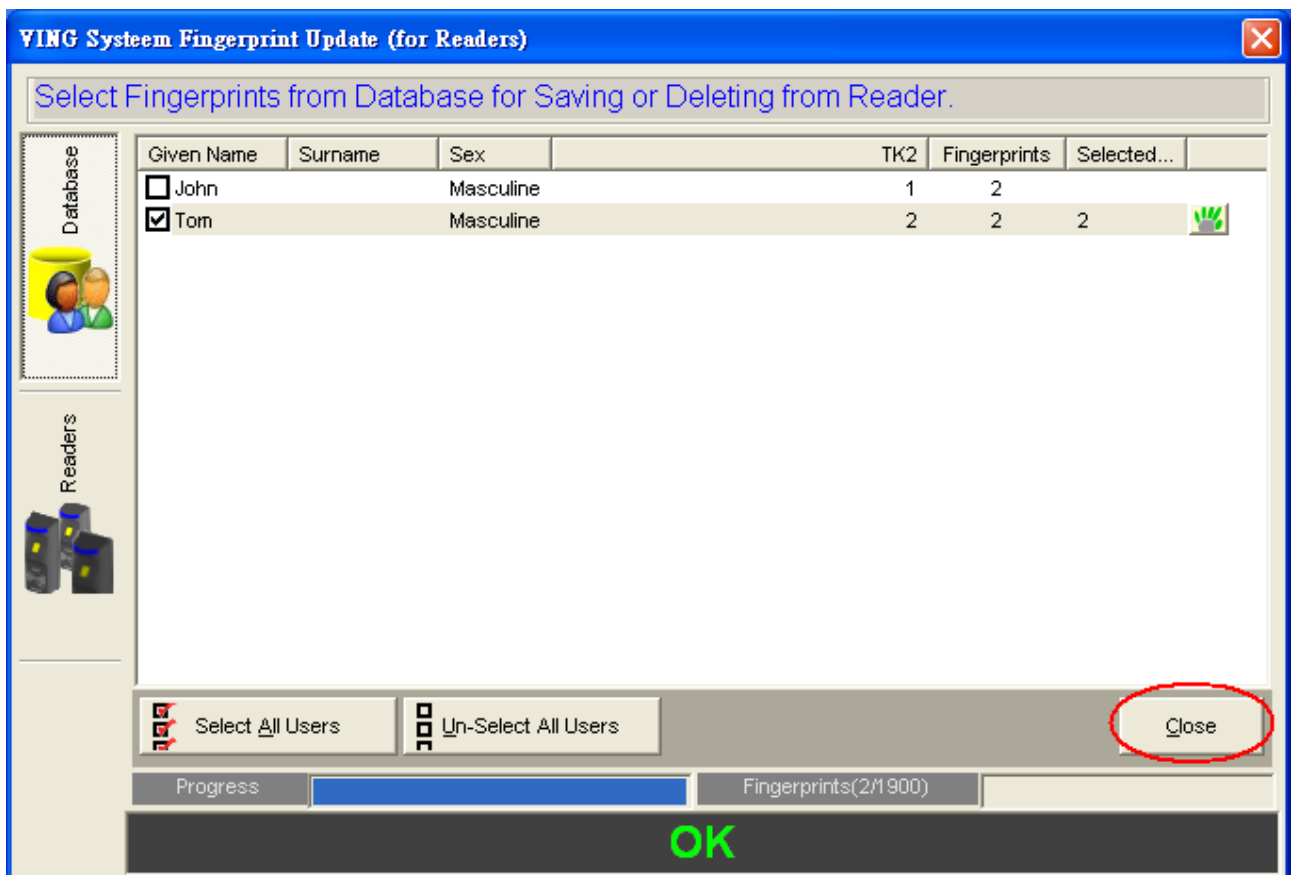 VING Systeem Fingerprint Update (for Readers)
Select Fingerprints from Database for Saving or Deleting from Reader.
Database
Readers
Given Name Surname Sex TK2 Fingerprints Selected...
John Masculine 1 2
Tom Masculine 2 2 2
Select All Users Un-Select All Users Close
Progress Fingerprints(2/1900)
OK